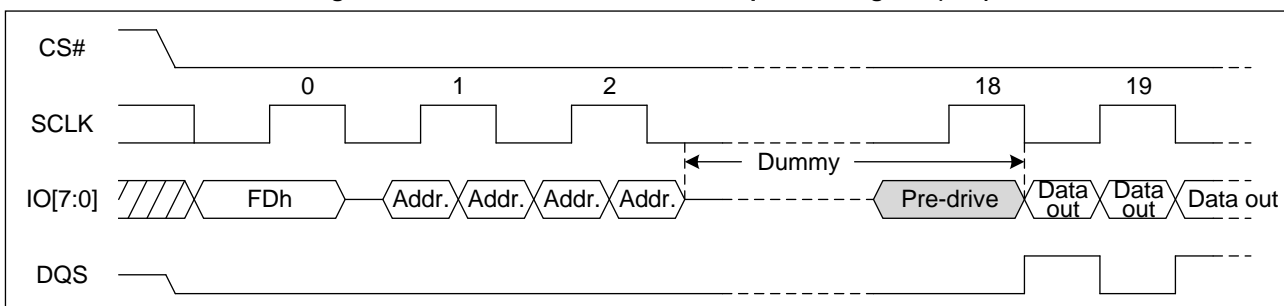 CS#
0 1 2 18 19
SCLK
Dummy
IO[7:0] FDh Addr. Addr. Addr. Addr. Pre-drive Data out Data out Data out
DQS